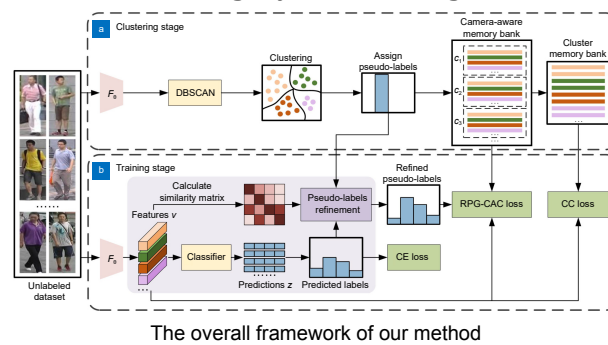 a Clustering stage
Camera-aware
memory bank
Cluster
memory bank
Clustering
Assign
pseudo-labels
F₀
DBSCAN
C₁
C₂
C₃
...
...
...
...
......
b Training stage
Calculate
similarity matrix
Features v
Pseudo-labels
refinement
Refined
pseudo-labels
RPG-CAC loss
CC loss
F₀
Classifier
CE loss
......
......
Predictions z
Predicted labels
Unlabeled
dataset
The overall framework of our method